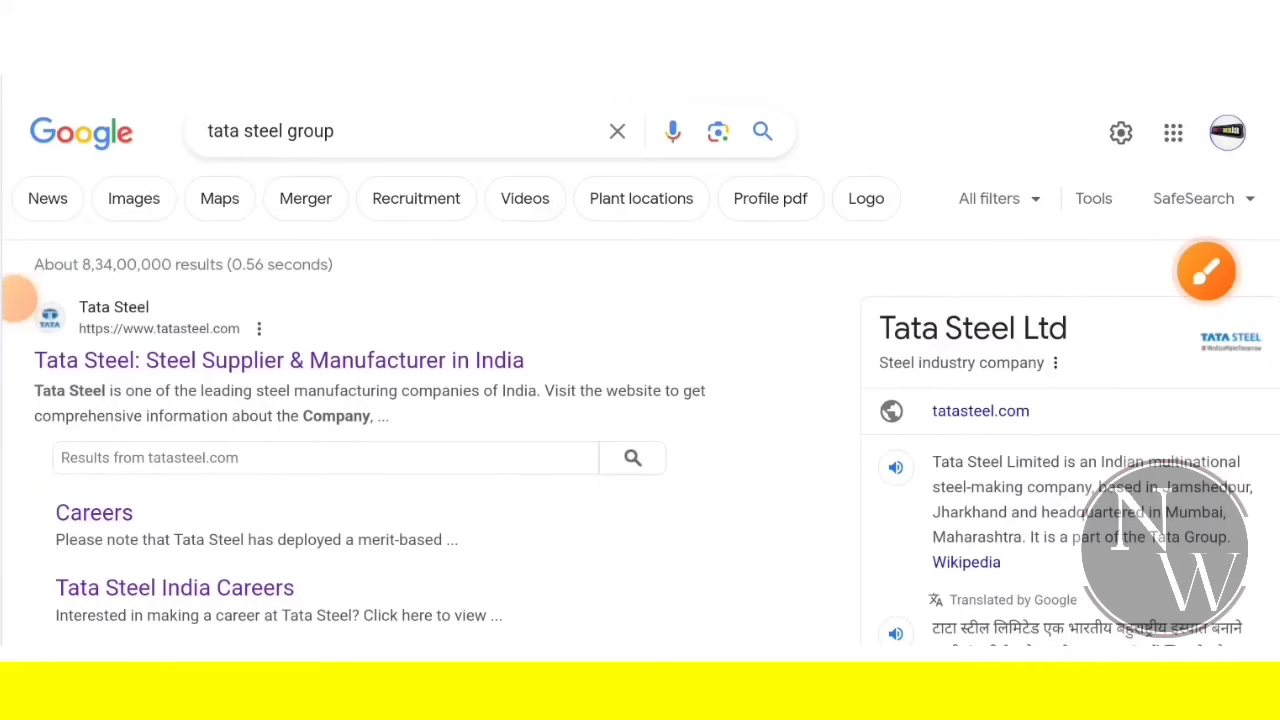 Google
tata steel group
News Images Maps Merger Recruitment Videos Plant locations Profile pdf Logo All filters Tools SafeSearch
About 8,34,00,000 results (0.56 seconds)
TATA
Tata Steel
https://www.tatasteel.com
Tata Steel: Steel Supplier & Manufacturer in India
Tata Steel is one of the leading steel manufacturing companies of India. Visit the website to get
comprehensive information about the Company, ...
Results from tatasteel.com
Careers
Please note that Tata Steel has deployed a merit-based ...
Tata Steel India Careers
Interested in making a career at Tata Steel? Click here to view ...
Tata Steel Ltd
TATA STEEL
Steel industry company
tatasteel.com
Tata Steel Limited is an Indian multinational
steel-making company, based in Jamshedpur,
Jharkhand and headquartered in Mumbai,
Maharashtra. It is a part of the Tata Group.
Wikipedia
Translated by Google
टाटा स्टील लिमिटेड एक भारतीय बहुराष्ट्रीय इस्पात बनाने
NW